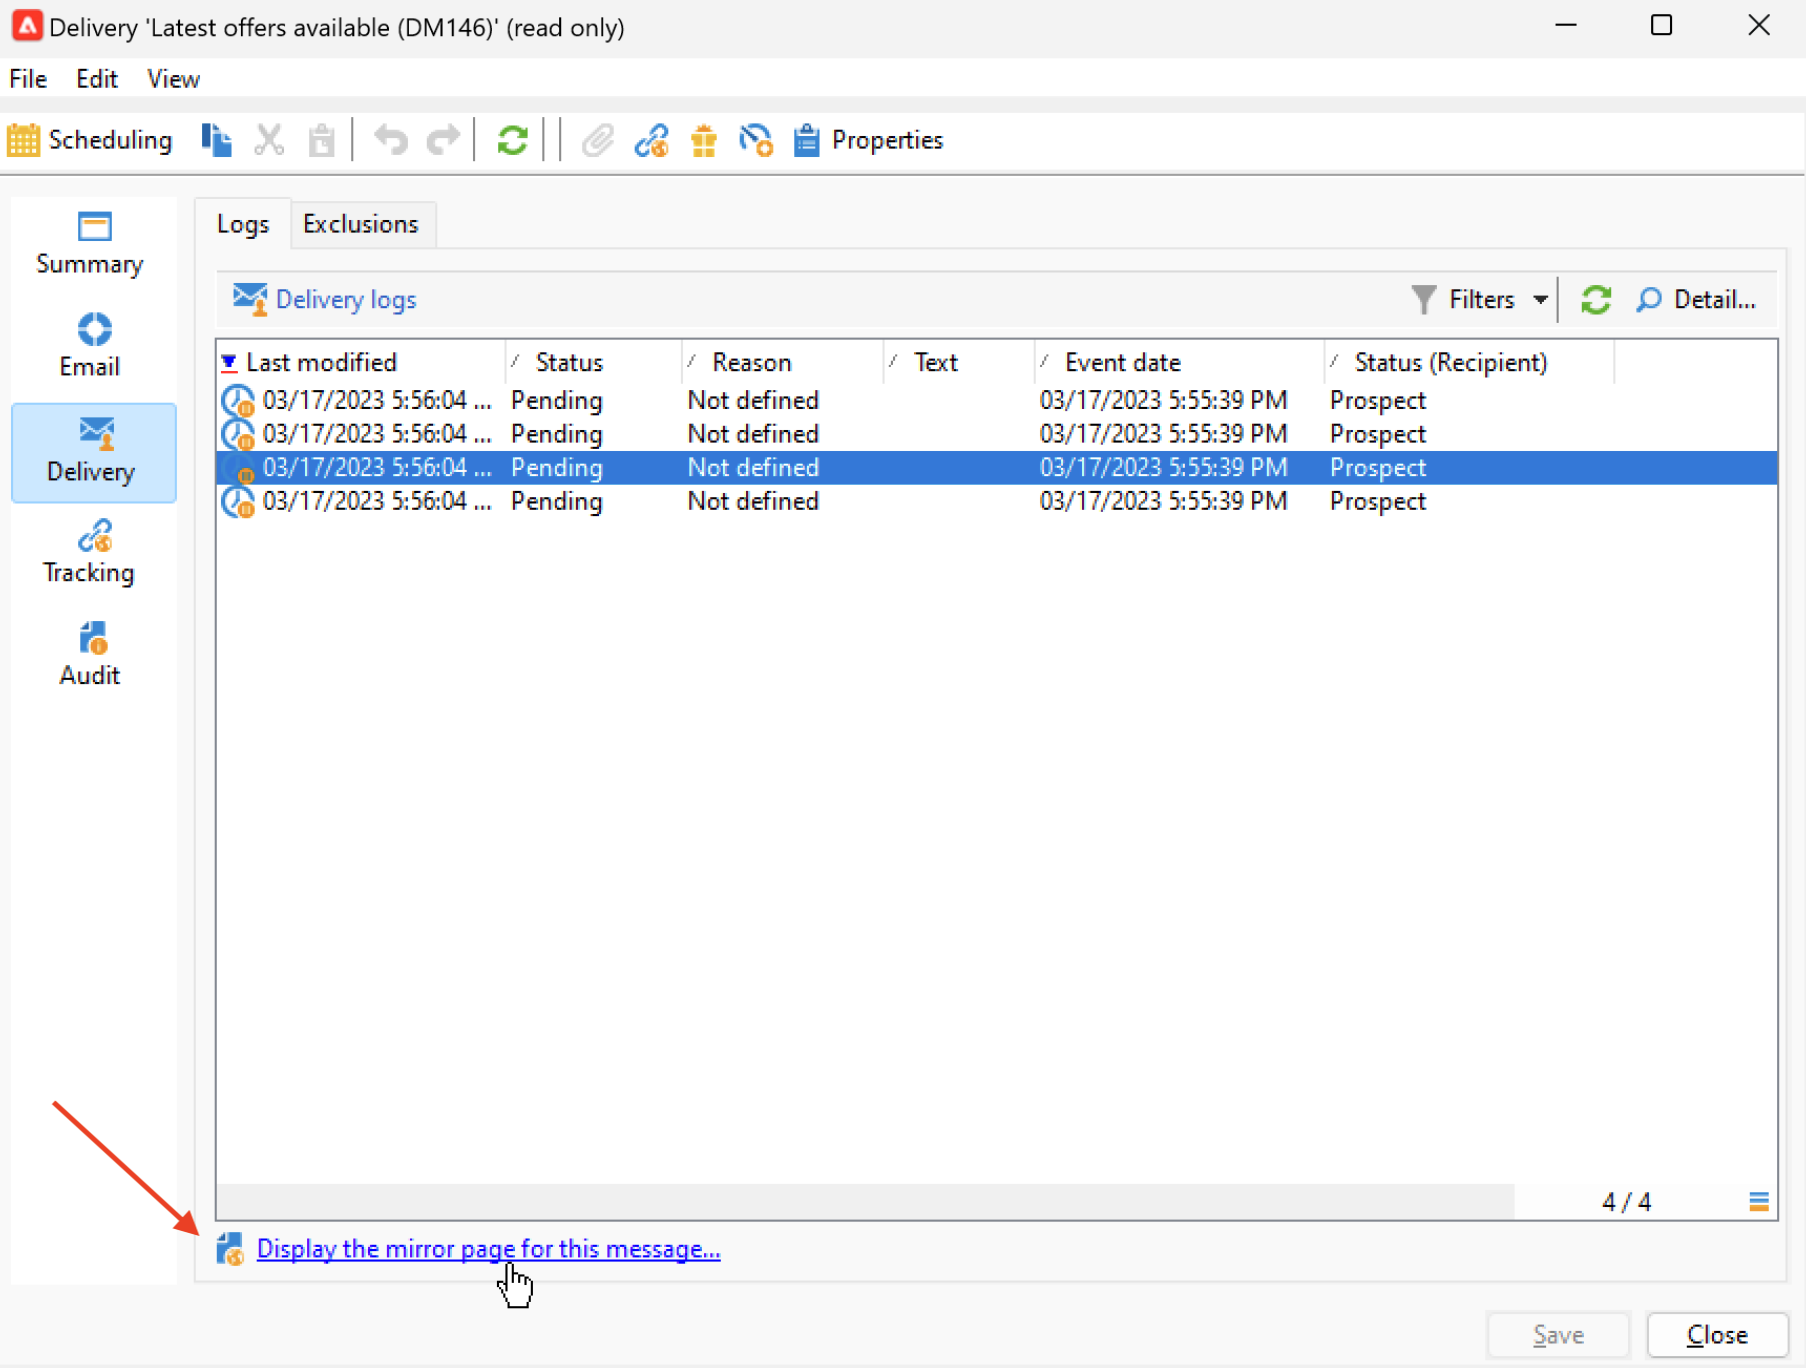 Delivery 'Latest offers available (DM146)' (read only)
File Edit View
Scheduling Properties
Summary
Email
Delivery
Tracking
Audit
Logs Exclusions
Delivery logs Filters Detail...
Last modified Status Reason Text Event date Status (Recipient)
03/17/2023 5:56:04 ... Pending Not defined 03/17/2023 5:55:39 PM Prospect
03/17/2023 5:56:04 ... Pending Not defined 03/17/2023 5:55:39 PM Prospect
03/17/2023 5:56:04 ... Pending Not defined 03/17/2023 5:55:39 PM Prospect
03/17/2023 5:56:04 ... Pending Not defined 03/17/2023 5:55:39 PM Prospect
4 / 4
Display the mirror page for this message...
Save Close